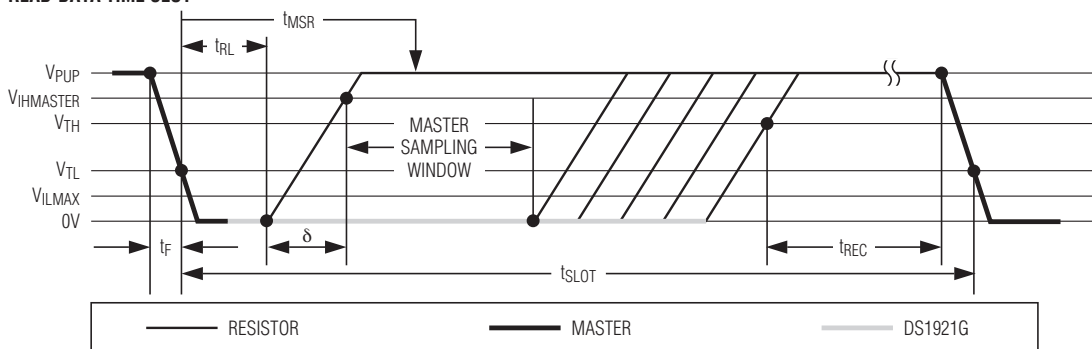 READ-DATA TIME SLOT
tMSR
tRL
VPUP
VIHMASTER
VTH
MASTER
SAMPLING
WINDOW
VTL
VILMAX
0V
tF
δ
tREC
tSLOT
RESISTOR
MASTER
DS1921G